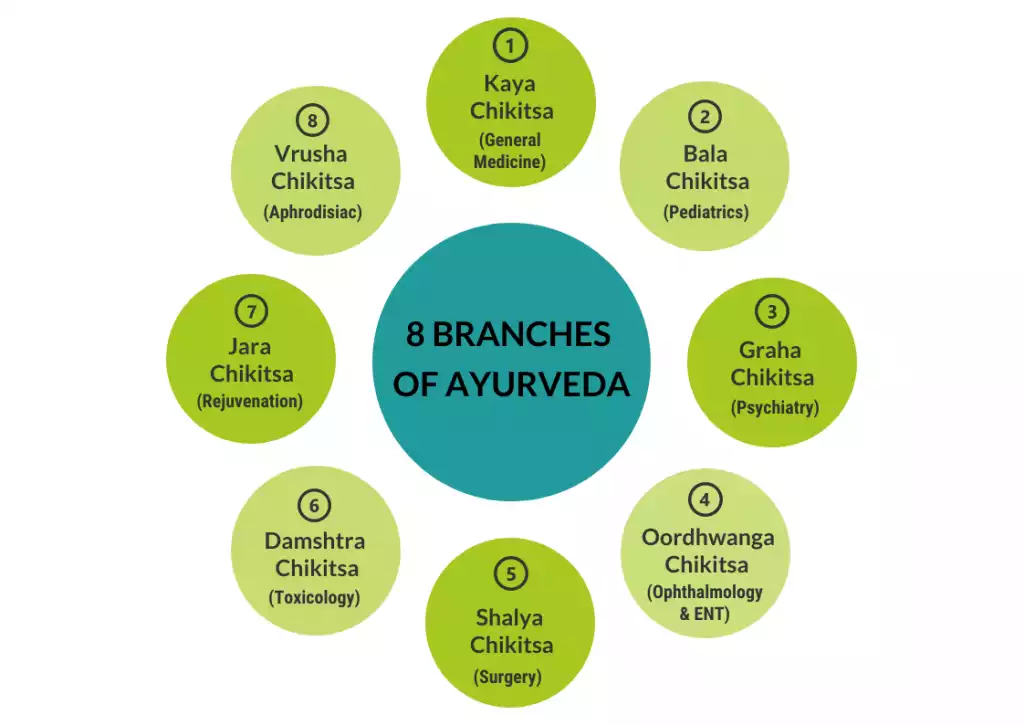 8 BRANCHES
OF AYURVEDA
1
Kaya
Chikitsa
(General
Medicine)
2
Bala
Chikitsa
(Pediatrics)
3
Graha
Chikitsa
(Psychiatry)
4
Oordhwanga
Chikitsa
(Ophthalmology
& ENT)
5
Shalya
Chikitsa
(Surgery)
6
Damshtra
Chikitsa
(Toxicology)
7
Jara
Chikitsa
(Rejuvenation)
8
Vrusha
Chikitsa
(Aphrodisiac)